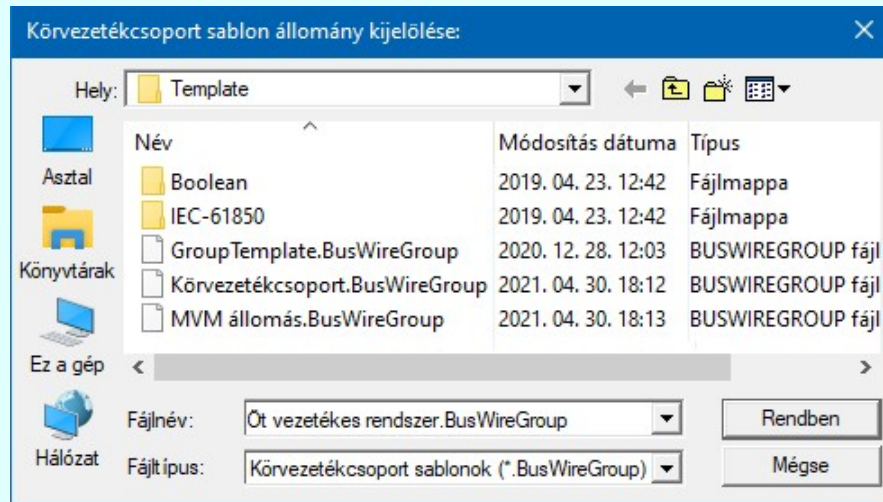 Körvezetékcsoport sablon állomány kijelölése:
Hely: Template
Név Módosítás dátuma Típus
Boolean 2019. 04. 23. 12:42 Fájlmappa
IEC-61850 2019. 04. 23. 12:42 Fájlmappa
GroupTemplate.BusWireGroup 2020. 12. 28. 12:03 BUSWIREGROUP fájl
Körvezetékcsoport.BusWireGroup 2021. 04. 30. 18:12 BUSWIREGROUP fájl
MVM állomás.BusWireGroup 2021. 04. 30. 18:13 BUSWIREGROUP fájl
Asztal
Könyvtárak
Ez a gép
Hálózat
Fájlnév: Öt vezetékes rendszer.BusWireGroup Rendben
Fájltípus: Körvezetékcsoport sablonok (*.BusWireGroup) Mégse